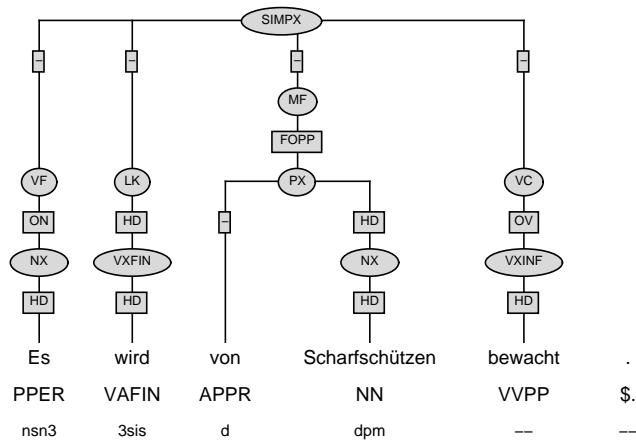 SIMPX
– – – –
MF
FOPP
VF LK PX VC
ON HD – HD OV
NX VXFIN NX VXINF
HD HD HD HD
Es wird von Scharfschützen bewacht .
PPER VAFIN APPR NN VVPP $.
nsn3 3sis d dpm –– ––